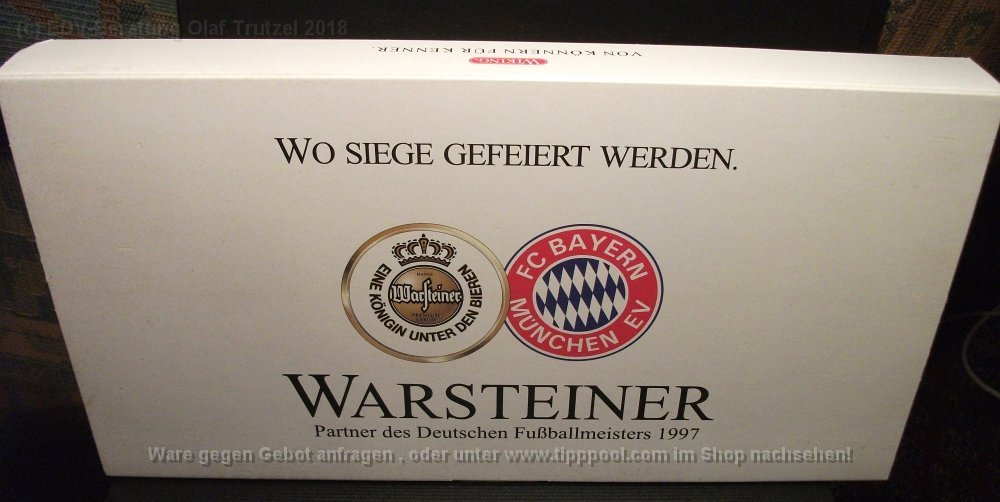 (c) EDV-Beratung Olaf Trutzel 2018
VON KÖNNERN FÜR KENNER.
WIKING
WO SIEGE GEFEIERT WERDEN.
EINE KÖNIGIN UNTER DEN BIEREN
Warsteiner
PREMIUM
FC BAYERN
MÜNCHEN EV
WARSTEINER
Partner des Deutschen Fußballmeisters 1997
Ware gegen Gebot anfragen , oder unter www.tipppool.com im Shop nachsehen!